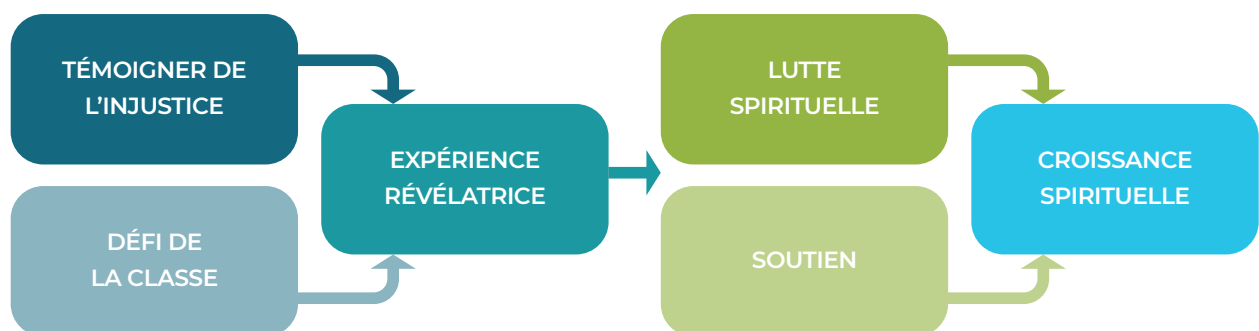 TÉMOIGNER DE
L’INJUSTICE
DÉFI DE
LA CLASSE
EXPÉRIENCE
RÉVÉLATRICE
LUTTE
SPIRITUELLE
SOUTIEN
CROISSANCE
SPIRITUELLE